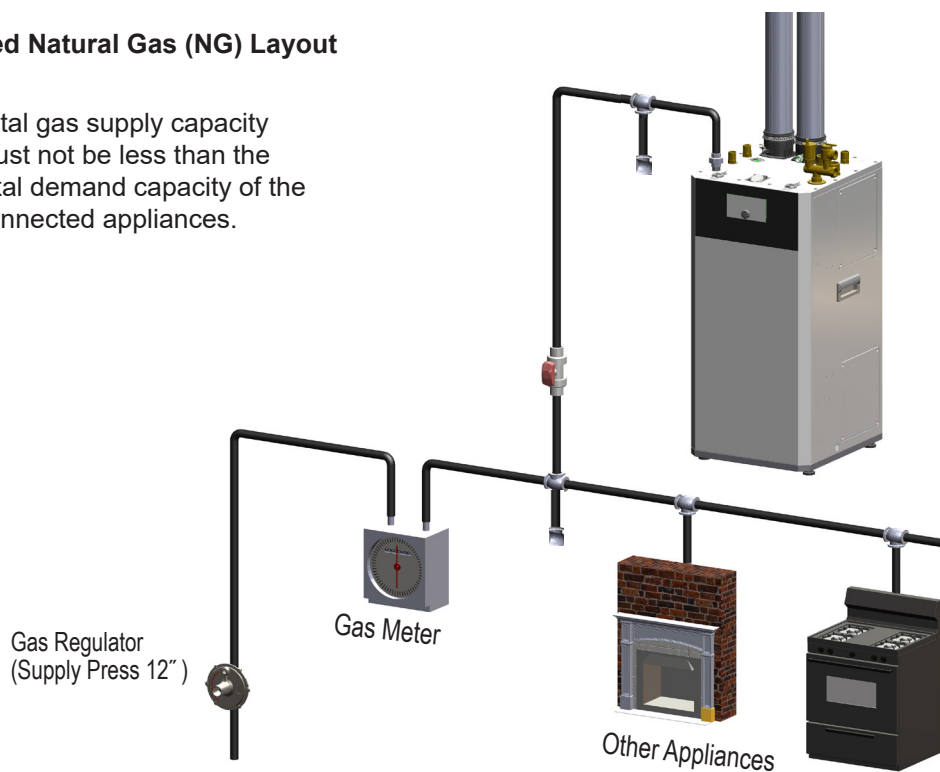 ed Natural Gas (NG) Layout
tal gas supply capacity
ust not be less than the
tal demand capacity of the
onnected appliances.
Gas Meter
Gas Regulator
(Supply Press 12″ )
Other Appliances